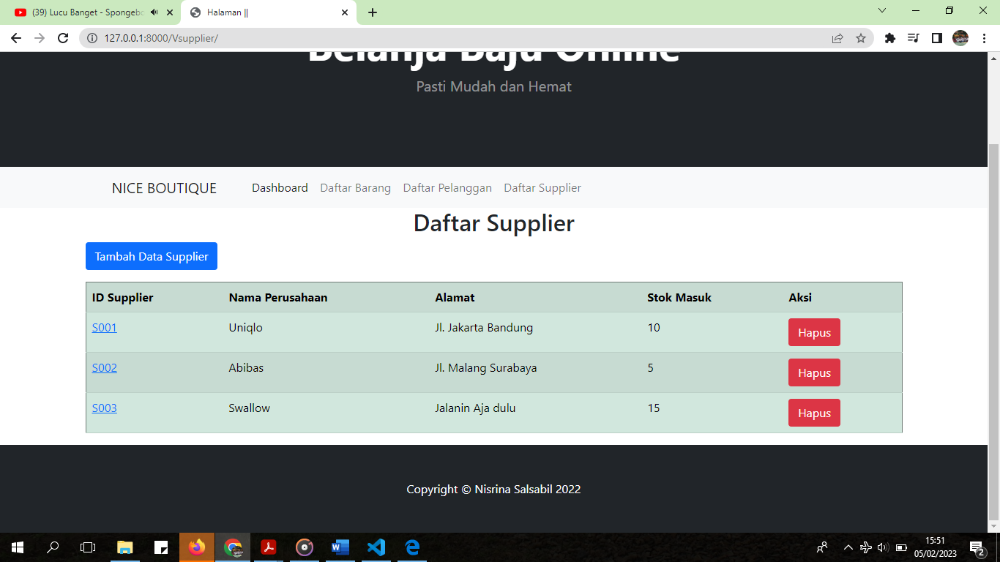 (39) Lucu Banget - Spongebo
Halaman ||
127.0.0.1:8000/Vsupplier/
Belanja Baju Online
Pasti Mudah dan Hemat
NICE BOUTIQUE Dashboard Daftar Barang Daftar Pelanggan Daftar Supplier
Daftar Supplier
Tambah Data Supplier
ID Supplier Nama Perusahaan Alamat Stok Masuk Aksi
S001 Uniqlo Jl. Jakarta Bandung 10 Hapus
S002 Abibas Jl. Malang Surabaya 5 Hapus
S003 Swallow Jalanin Aja dulu 15 Hapus
Copyright © Nisrina Salsabil 2022
15:51
05/02/2023
2